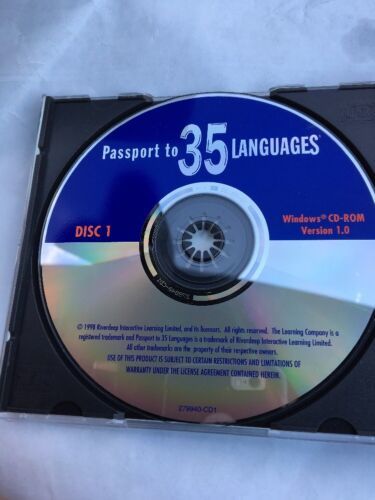 Passport to 35 LANGUAGES®
DISC 1
Windows® CD-ROM
Version 1.0
© 1998 Riverdeep Interactive Learning Limited, and its licensors. All rights reserved. The Learning Company is a
registered trademark and Passport to 35 Languages is a trademark of Riverdeep Interactive Learning Limited.
All other trademarks are the property of their respective owners.
USE OF THIS PRODUCT IS SUBJECT TO CERTAIN RESTRICTIONS AND LIMITATIONS OF
WARRANTY UNDER THE LICENSE AGREEMENT CONTAINED HEREIN.
279940-CD1